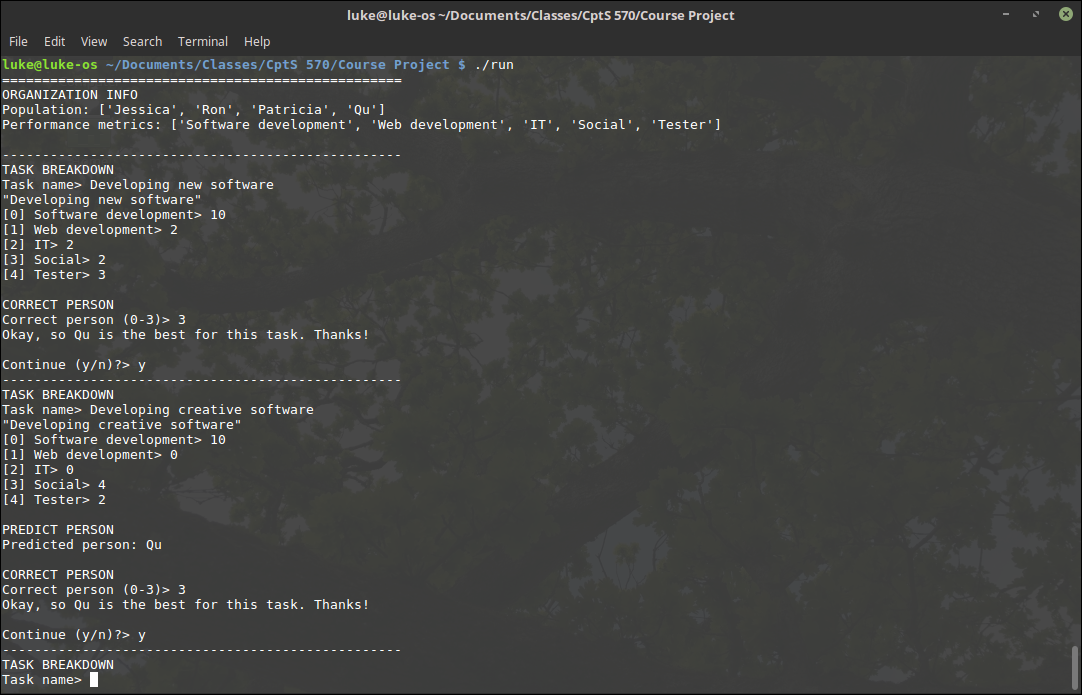 luke@luke-os ~/Documents/Classes/CptS 570/Course Project
File Edit View Search Terminal Help
luke@luke-os ~/Documents/Classes/CptS 570/Course Project $ ./run
==================================================
ORGANIZATION INFO
Population: ['Jessica', 'Ron', 'Patricia', 'Qu']
Performance metrics: ['Software development', 'Web development', 'IT', 'Social', 'Tester']
--------------------------------------------------
TASK BREAKDOWN
Task name> Developing new software
"Developing new software"
[0] Software development> 10
[1] Web development> 2
[2] IT> 2
[3] Social> 2
[4] Tester> 3
CORRECT PERSON
Correct person (0-3)> 3
Okay, so Qu is the best for this task. Thanks!
Continue (y/n)?> y
--------------------------------------------------
TASK BREAKDOWN
Task name> Developing creative software
"Developing creative software"
[0] Software development> 10
[1] Web development> 0
[2] IT> 0
[3] Social> 4
[4] Tester> 2
PREDICT PERSON
Predicted person: Qu
CORRECT PERSON
Correct person (0-3)> 3
Okay, so Qu is the best for this task. Thanks!
Continue (y/n)?> y
--------------------------------------------------
TASK BREAKDOWN
Task name>